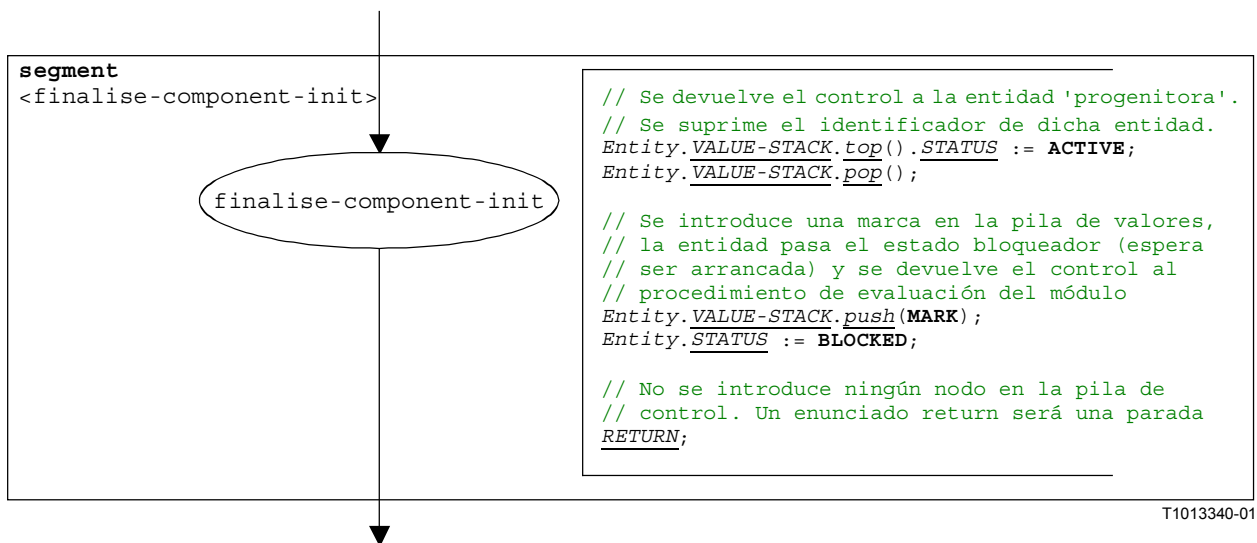 segment
<finalise-component-init>
finalise-component-init
// Se devuelve el control a la entidad 'progenitora'.
// Se suprime el identificador de dicha entidad.
Entity.VALUE-STACK.top().STATUS := ACTIVE;
Entity.VALUE-STACK.pop();
// Se introduce una marca en la pila de valores,
// la entidad pasa el estado bloqueador (espera
// ser arrancada) y se devuelve el control al
// procedimiento de evaluación del módulo
Entity.VALUE-STACK.push(MARK);
Entity.STATUS := BLOCKED;
// No se introduce ningún nodo en la pila de
// control. Un enunciado return será una parada
RETURN;
T1013340-01